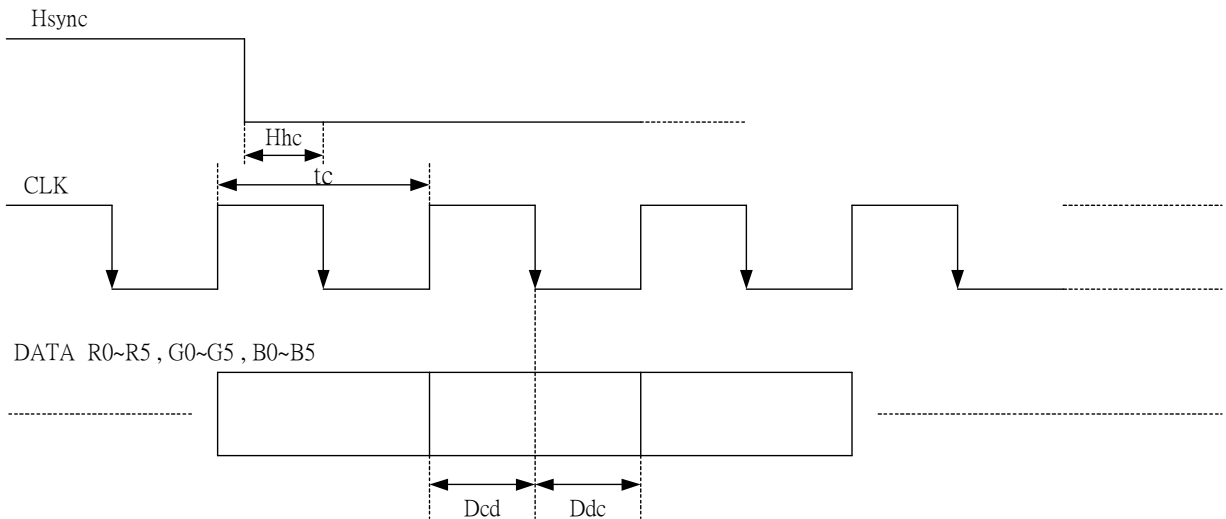 Hsync
Hhc
tc
CLK
DATA R0~R5 , G0~G5 , B0~B5
Dcd
Ddc